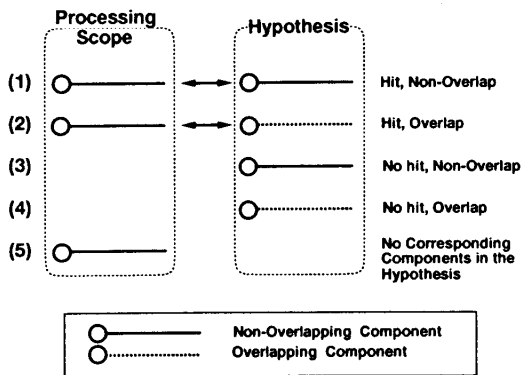 Processing
Scope
Hypothesis
(1) Hit, Non-Overlap
(2) Hit, Overlap
(3) No hit, Non-Overlap
(4) No hit, Overlap
(5) No Corresponding
Components in the
Hypothesis
Non-Overlapping Component
Overlapping Component